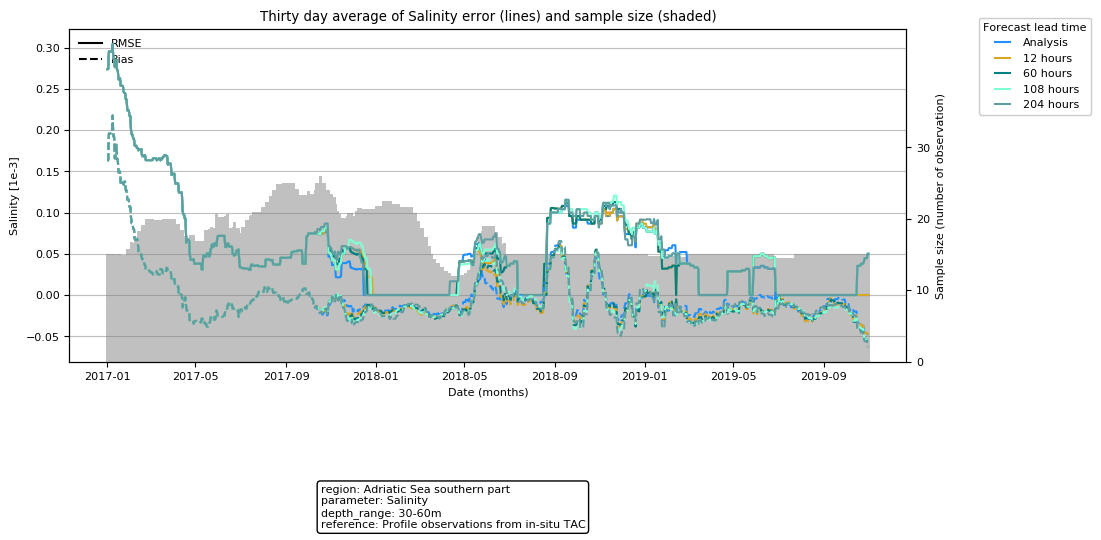 Thirty day average of Salinity error (lines) and sample size (shaded)
RMSE
Bias
Forecast lead time
Analysis
12 hours
60 hours
108 hours
204 hours
0.30
0.25
0.20
0.15
0.10
0.05
0.00
−0.05
Salinity [1e-3]
30
20
10
0
Sample size (number of observation)
2017-01
2017-05
2017-09
2018-01
2018-05
2018-09
2019-01
2019-05
2019-09
Date (months)
region: Adriatic Sea southern part
parameter: Salinity
depth_range: 30-60m
reference: Profile observations from in-situ TAC